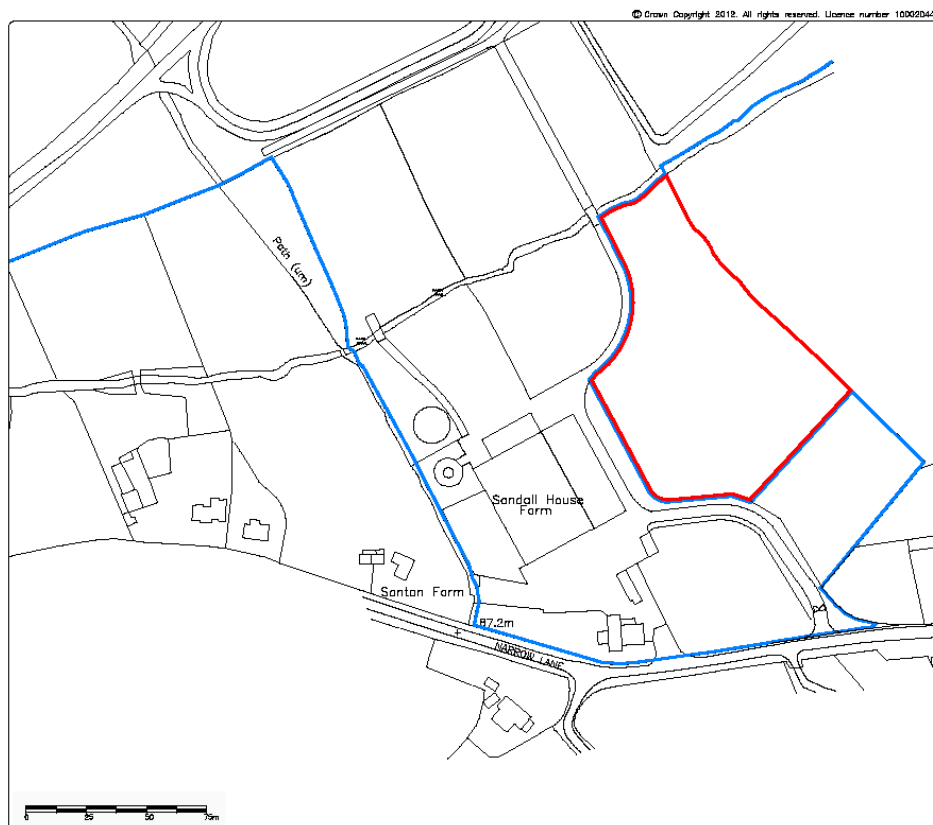 © Crown Copyright 2012. All rights reserved. Licence number
Path (um)
Sandall House
Farm
Santon Farm
87.2m
NARROW LANE
0 25 50 75m